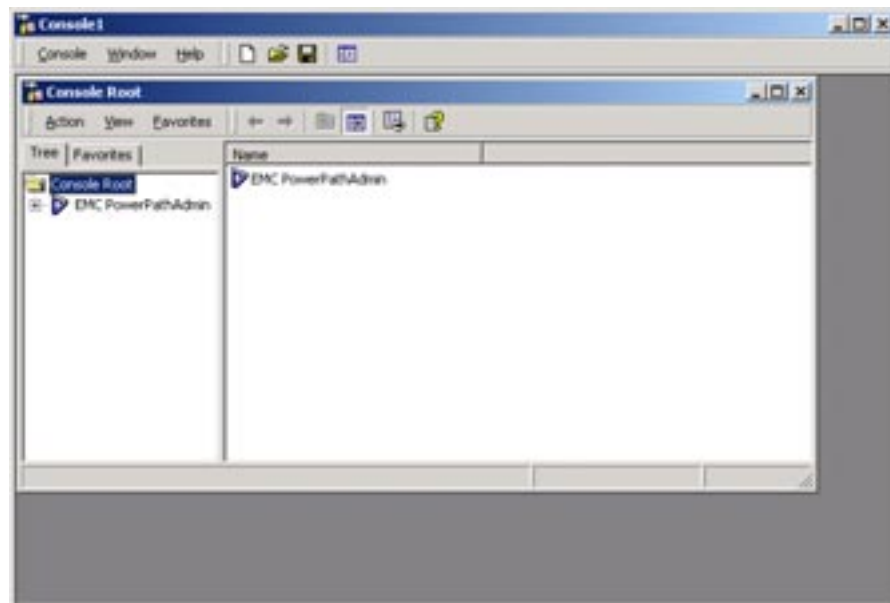 Console1
Console Window Help
Console Root
Action View Favorites
Tree Favorites Name
Console Root EMC PowerPathAdmin
EMC PowerPathAdmin